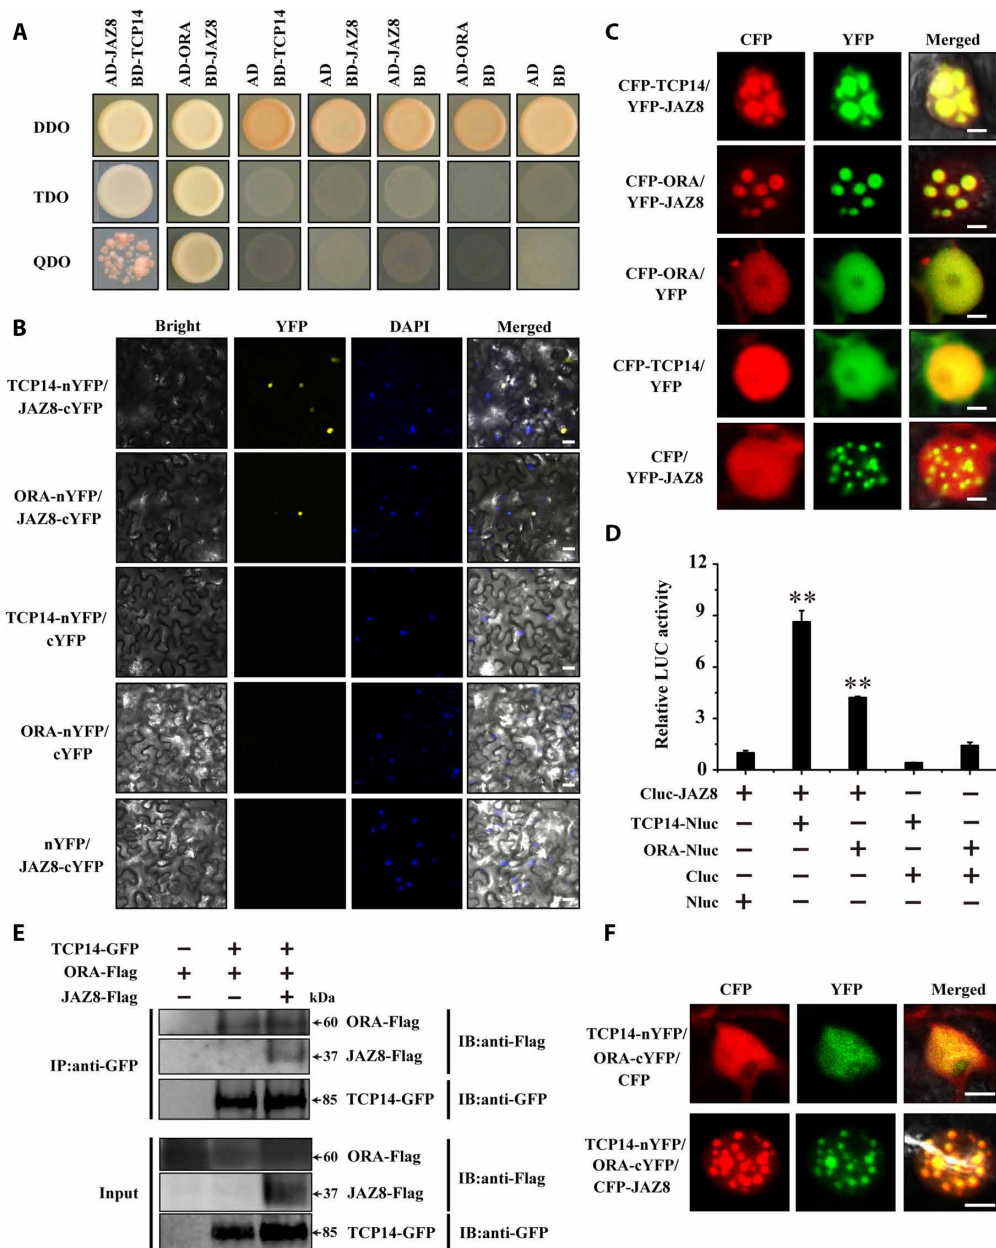 A
AD-JAZ8
BD-TCP14
AD-ORA
BD-JAZ8
AD
BD-TCP14
AD
BD-JAZ8
AD-JAZ8
BD
AD-ORA
BD
AD
BD
DDO
TDO
QDO
B
Bright YFP DAPI Merged
TCP14-nYFP/
JAZ8-cYFP
ORA-nYFP/
JAZ8-cYFP
TCP14-nYFP/
cYFP
ORA-nYFP/
cYFP
nYFP/
JAZ8-cYFP
C
CFP YFP Merged
CFP-TCP14/
YFP-JAZ8
CFP-ORA/
YFP-JAZ8
CFP-ORA/
YFP
CFP-TCP14/
YFP
CFP/
YFP-JAZ8
D
Relative LUC activity
12
9
6
3
0
**
**
Cluc-JAZ8 + + + − −
TCP14-Nluc − + − + −
ORA-Nluc − − + − +
Cluc − − − + +
Nluc + − − − −
E
TCP14-GFP − + +
ORA-Flag + + +
JAZ8-Flag − − + kDa
IP:anti-GFP
60 ORA-Flag
37 JAZ8-Flag
IB:anti-Flag
85 TCP14-GFP
IB:anti-GFP
Input
60 ORA-Flag
37 JAZ8-Flag
IB:anti-Flag
85 TCP14-GFP
IB:anti-GFP
F
CFP YFP Merged
TCP14-nYFP/
ORA-cYFP/
CFP
TCP14-nYFP/
ORA-cYFP/
CFP-JAZ8